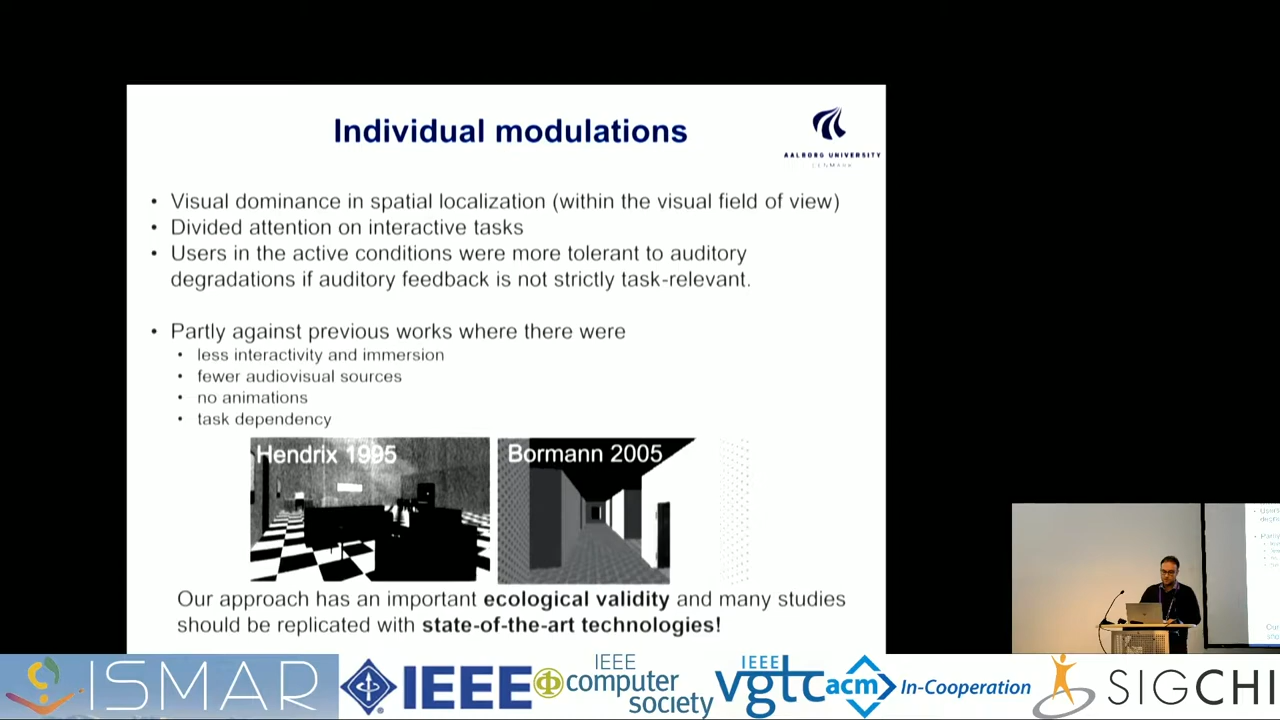 Individual modulations
AALBORG UNIVERSITY
DENMARK
• Visual dominance in spatial localization (within the visual field of view)
• Divided attention on interactive tasks
• Users in the active conditions were more tolerant to auditory
degradations if auditory feedback is not strictly task-relevant.
• Partly against previous works where there were
• less interactivity and immersion
• fewer audiovisual sources
• no animations
• task dependency
Hendrix 1995
Bormann 2005
Our approach has an important ecological validity and many studies
should be replicated with state-of-the-art technologies!
ISMAR
IEEE
IEEE
computer
society
IEEE
vgtc
acm
In-Cooperation
SIGCHI